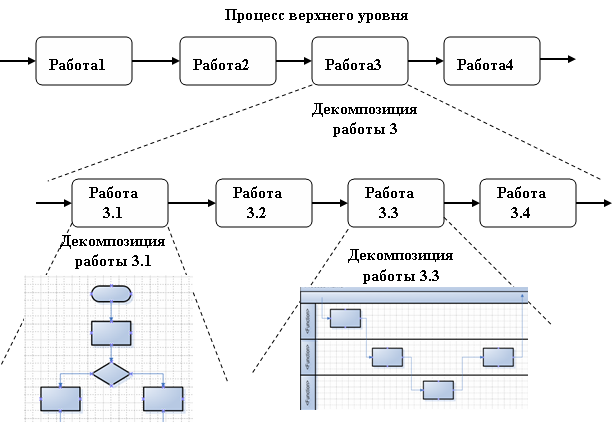 Процесс верхнего уровня
Работа1
Работа2
Работа3
Работа4
Декомпозиция
работы 3
Работа
3.1
Работа
3.2
Работа
3.3
Работа
3.4
Декомпозиция
работы 3.1
Декомпозиция
работы 3.3